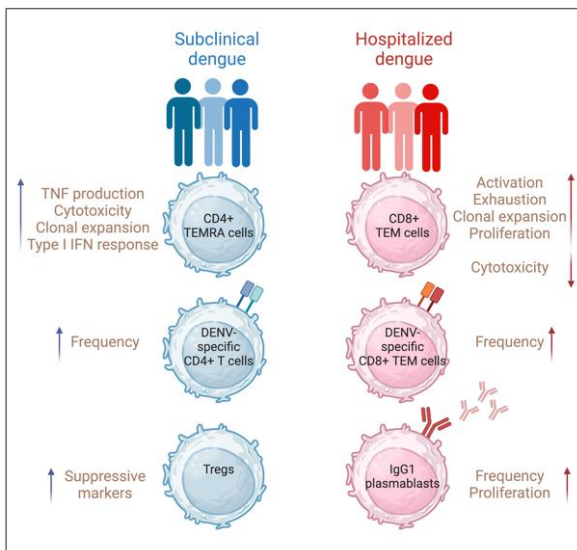 Subclinical
dengue
Hospitalized
dengue
TNF production
Cytotoxicity
Clonal expansion
Type I IFN response
CD4+
TEMRA cells
CD8+
TEM cells
Activation
Exhaustion
Clonal expansion
Proliferation
Cytotoxicity
Frequency
DENV-
specific
CD4+ T cells
DENV-
specific
CD8+ TEM cells
Frequency
Suppressive
markers
Tregs
IgG1
plasmablasts
Frequency
Proliferation